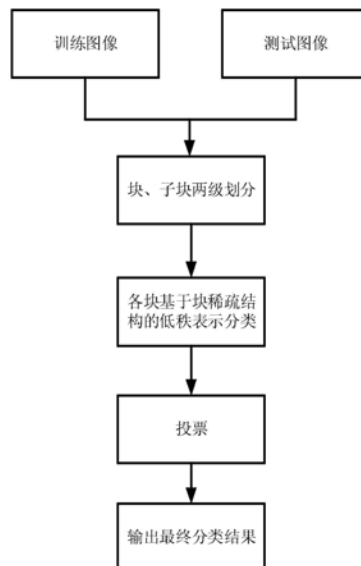 训练图像
测试图像
块、子块两级划分
各块基于块稀疏结
构的低秩表示分类
投票
输出最终分类结果